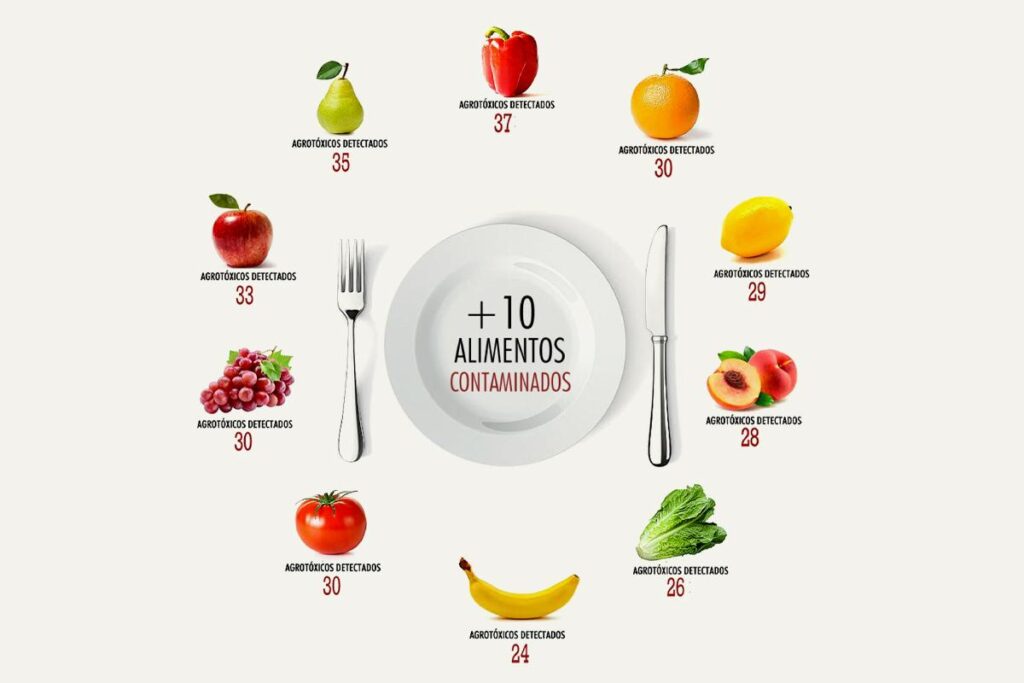 AGROTÓXICOS DETECTADOS
37
AGROTÓXICOS DETECTADOS
35
AGROTÓXICOS DETECTADOS
30
AGROTÓXICOS DETECTADOS
33
AGROTÓXICOS DETECTADOS
29
+10
ALIMENTOS
CONTAMINADOS
AGROTÓXICOS DETECTADOS
30
AGROTÓXICOS DETECTADOS
28
AGROTÓXICOS DETECTADOS
30
AGROTÓXICOS DETECTADOS
26
AGROTÓXICOS DETECTADOS
24